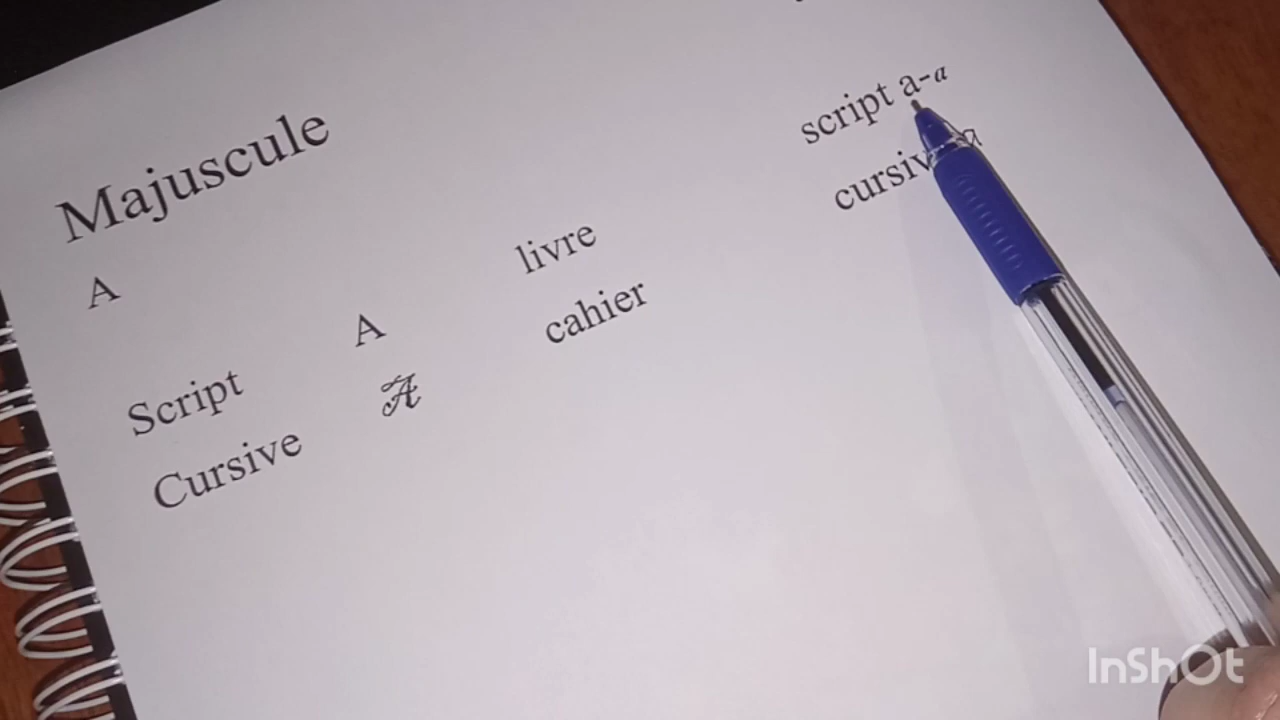 Majuscule
A
Script A
Cursive 𝒜
livre
cahier
script a-𝑎
InShOt